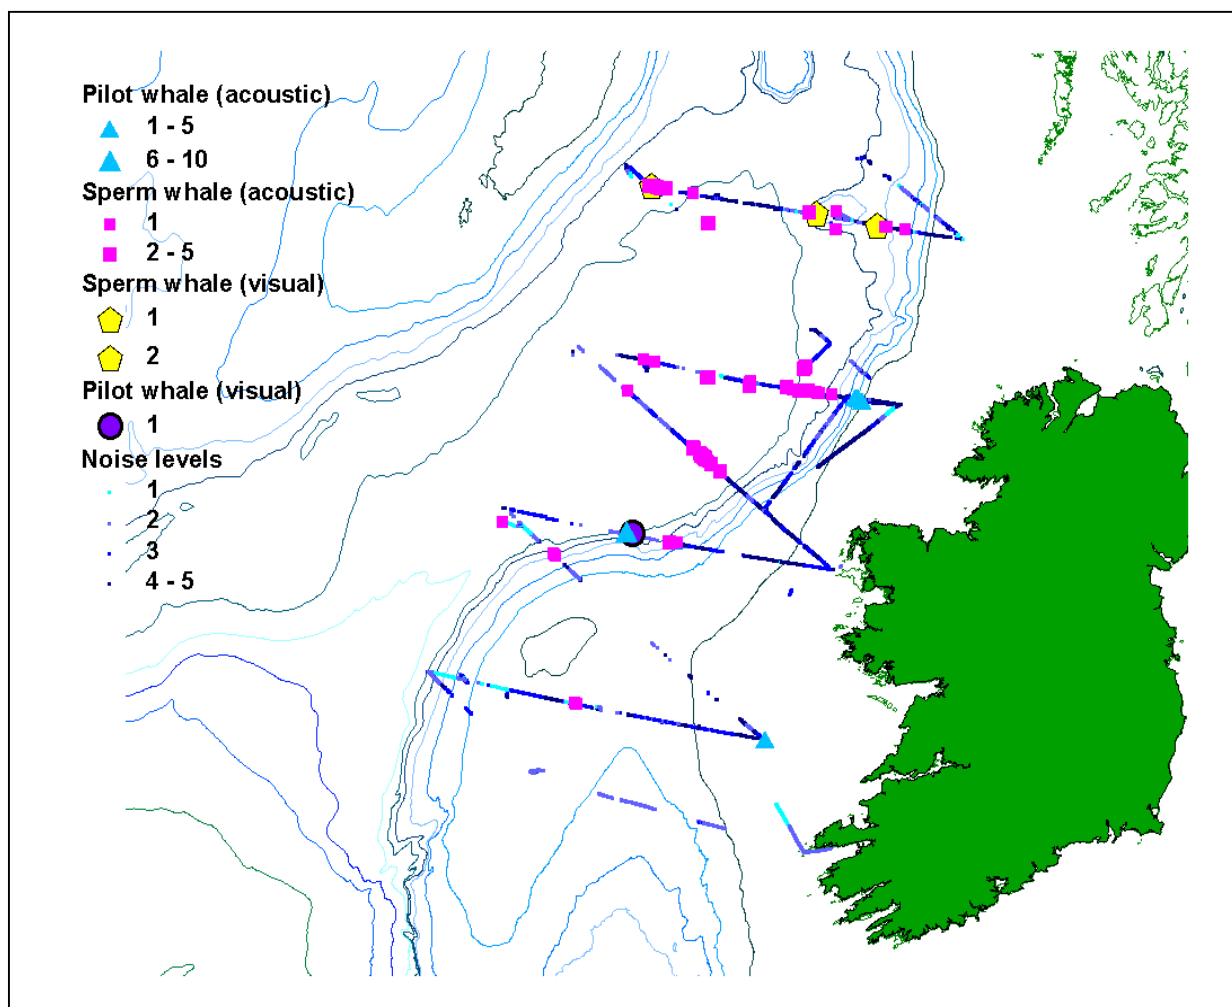 Pilot whale (acoustic)
1 - 5
6 - 10
Sperm whale (acoustic)
1
2 - 5
Sperm whale (visual)
1
2
Pilot whale (visual)
1
Noise levels
1
2
3
4 - 5